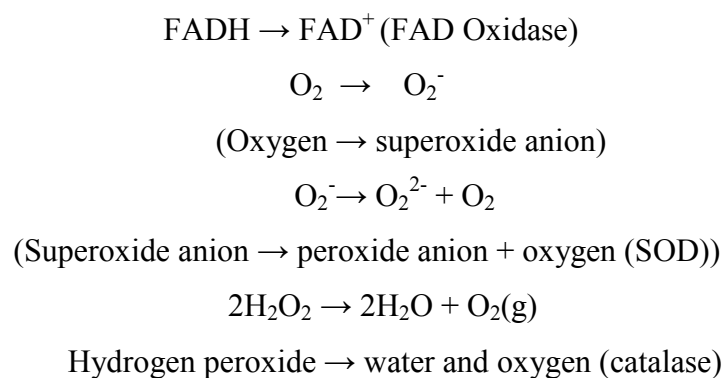 FADH → FAD⁺ (FAD Oxidase)
O₂ → O₂⁻
(Oxygen → superoxide anion)
O₂⁻→ O₂²⁻ + O₂
(Superoxide anion → peroxide anion + oxygen (SOD))
2H₂O₂ → 2H₂O + O₂(g)
Hydrogen peroxide → water and oxygen (catalase)